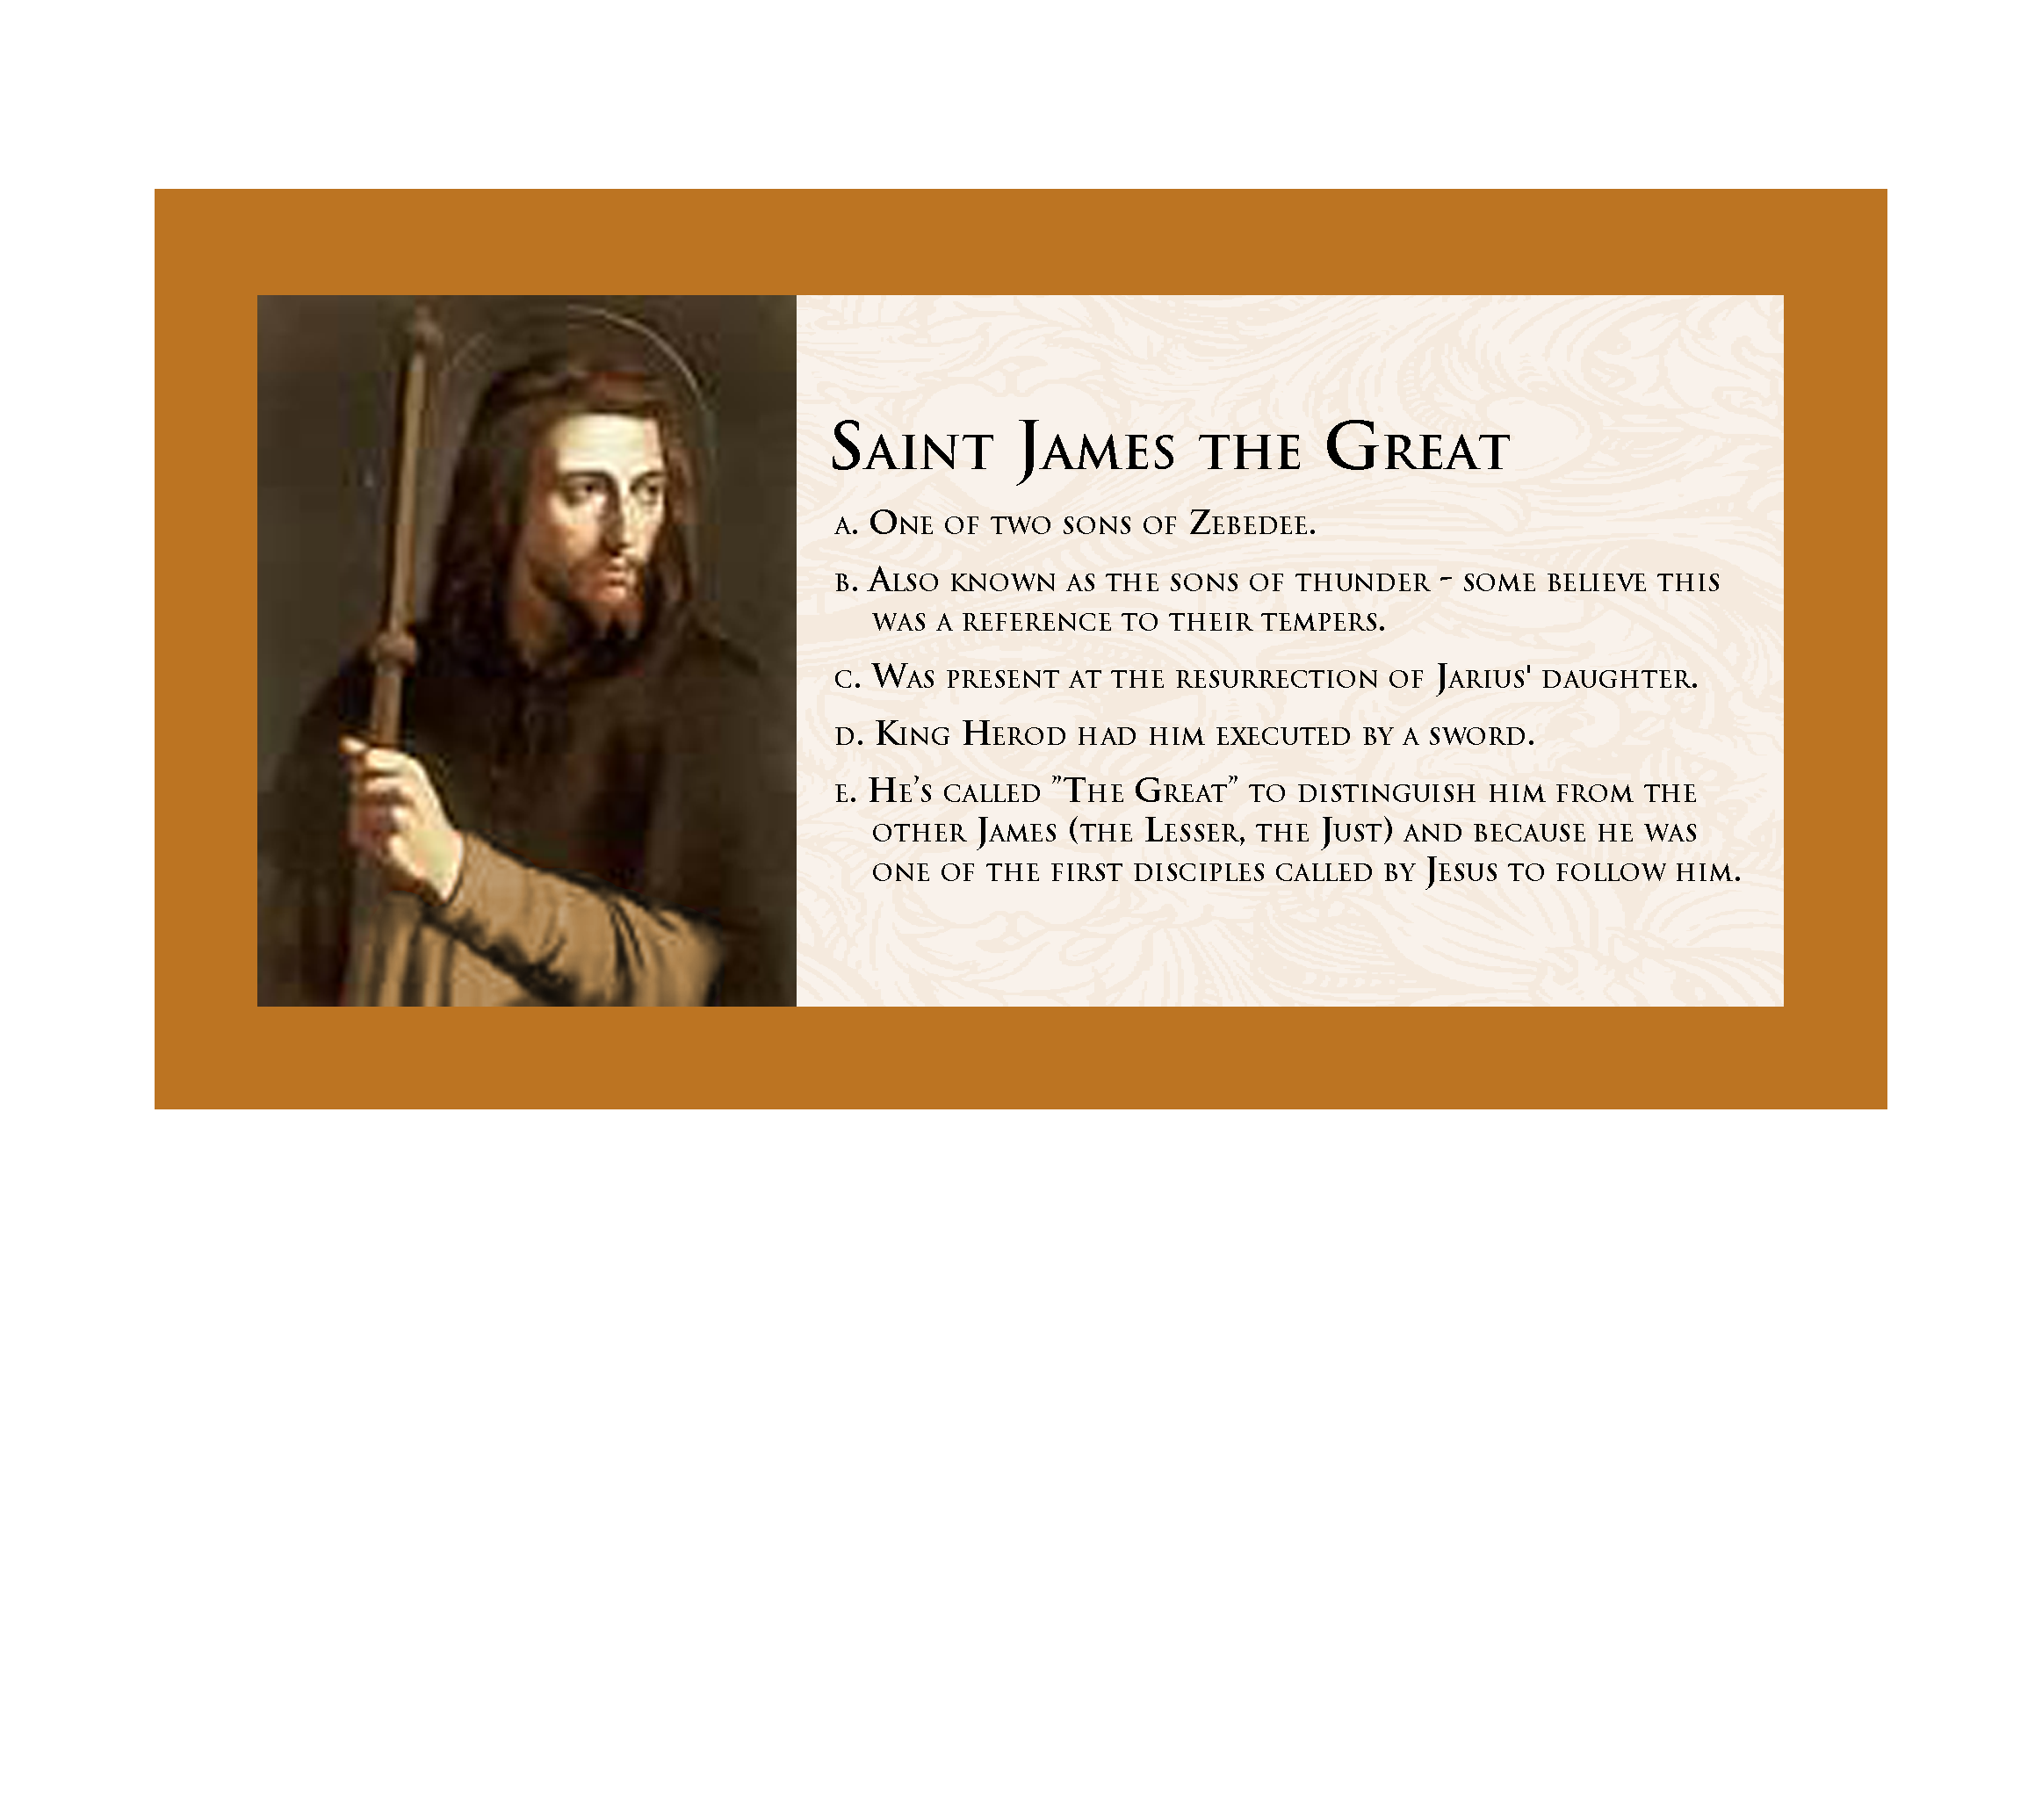 Saint James the Great
a. One of two sons of Zebedee.
b. Also known as the sons of thunder - some believe this
was a reference to their tempers.
c. Was present at the resurrection of Jarius' daughter.
d. King Herod had him executed by a sword.
e. He’s called ”The Great” to distinguish him from the
other James (the Lesser, the Just) and because he was
one of the first disciples called by Jesus to follow him.